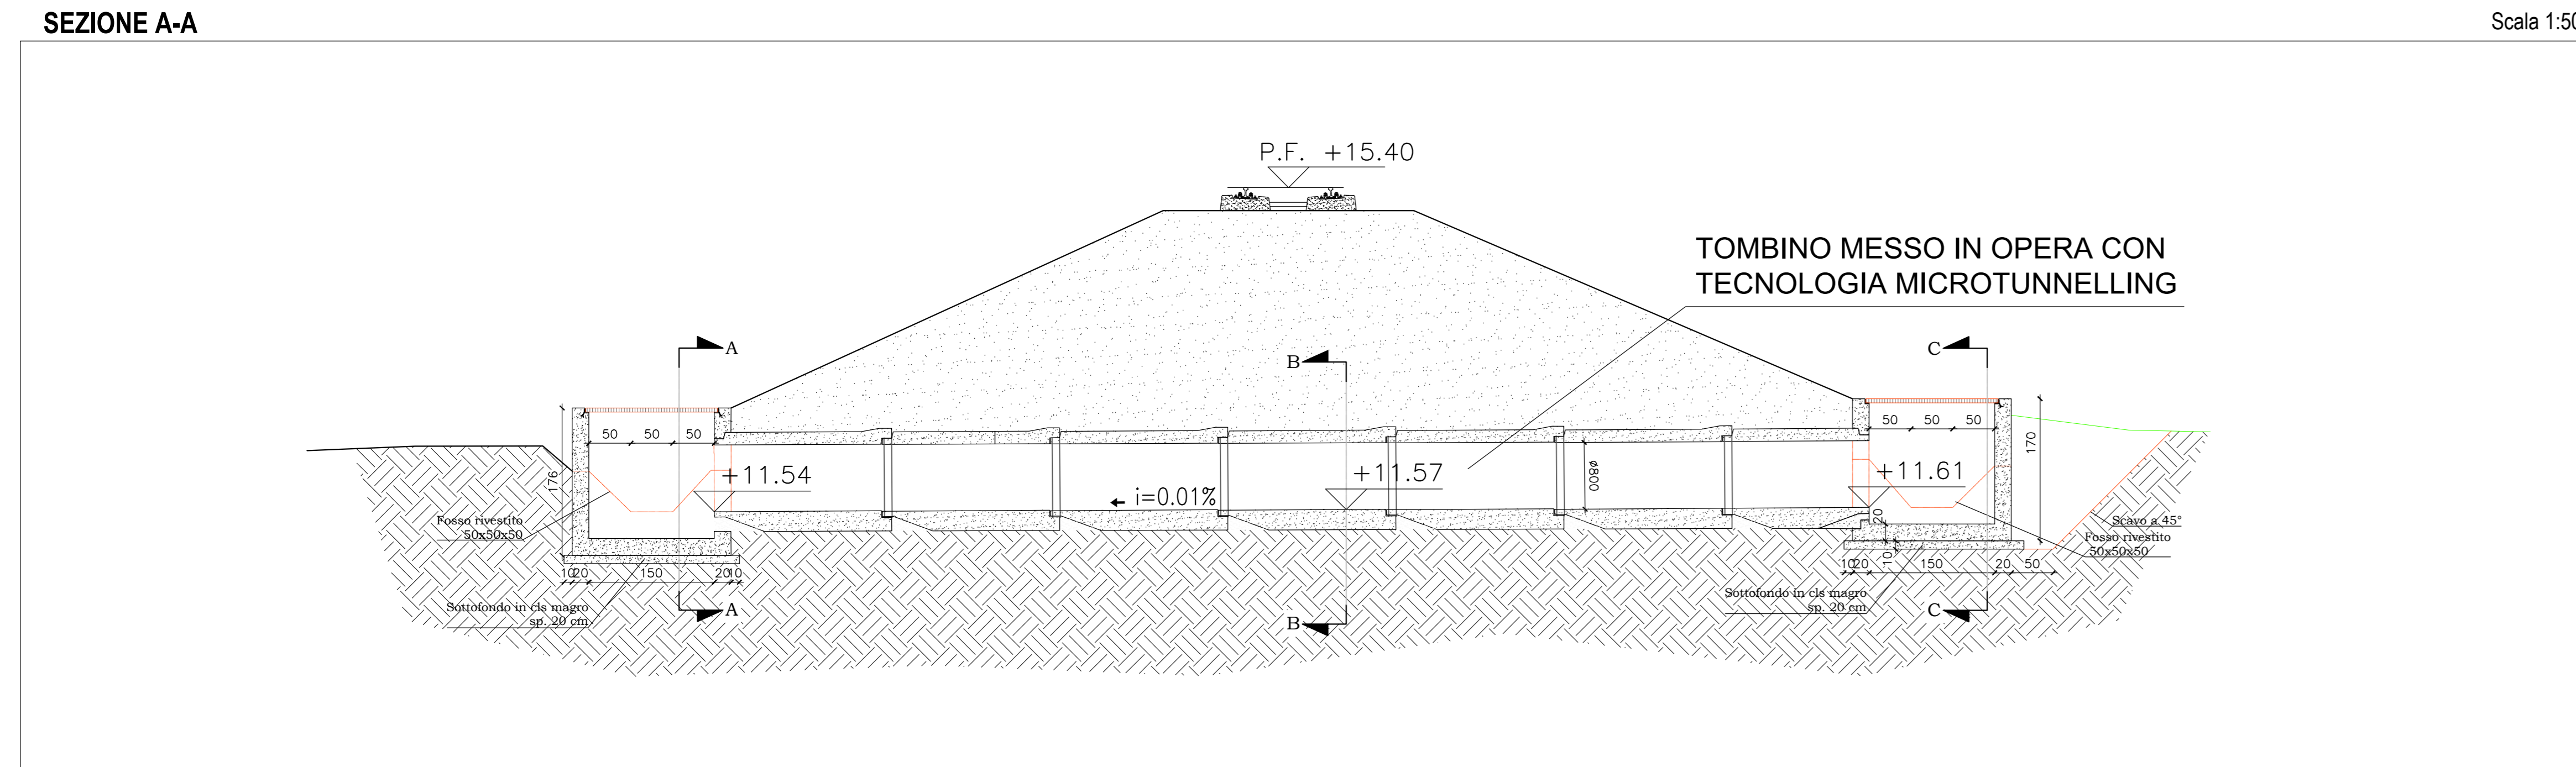 SEZIONE A-A
Scala 1:50
P.F. +15.40
TOMBINO MESSO IN OPERA CON
TECNOLOGIA MICROTUNNELLING
A
B
C
50 50 50
50 50 50
176
+11.54
i=0.01%
+11.57
ø800
+11.61
170
Fosso rivestito
50x50x50
20
Scavo a 45°
Fosso rivestito
50x50x50
10
10 20 150 20 10
10 20 150 20 50
Sottofondo in cls magro
sp. 20 cm
A
B
Sottofondo in cls magro
sp. 20 cm
C